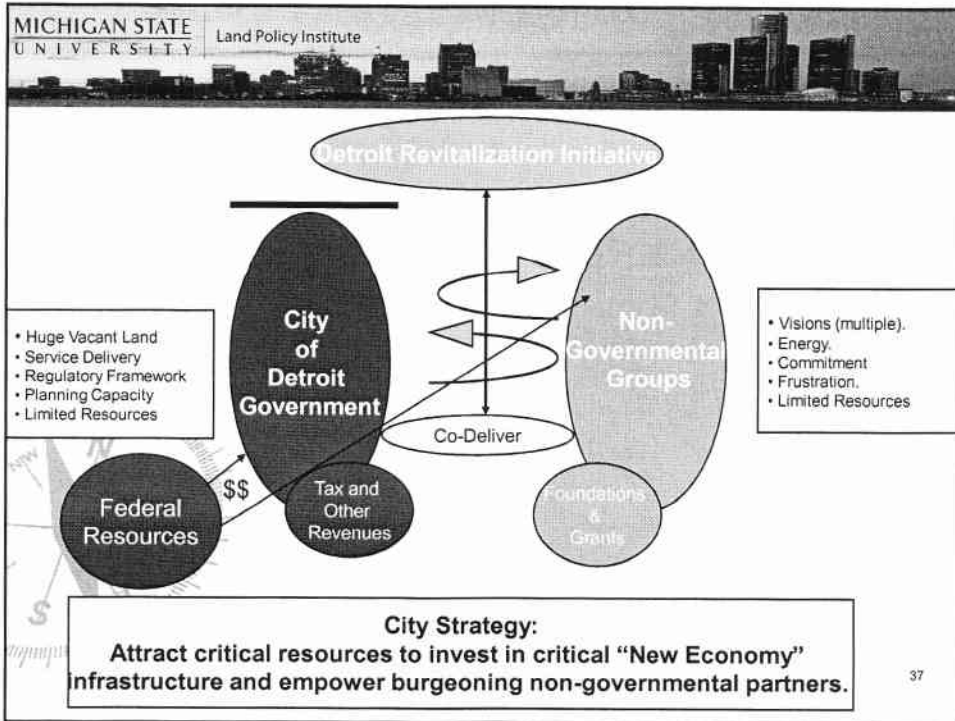 MICHIGAN STATE
UNIVERSITY
Land Policy Institute
Detroit Revitalization Initiative
City
of
Detroit
Government
Non-
Governmental
Groups
• Huge Vacant Land
• Service Delivery
• Regulatory Framework
• Planning Capacity
• Limited Resources
• Visions (multiple).
• Energy.
• Commitment
• Frustration.
• Limited Resources
Co-Deliver
NW
N
$$
Federal
Resources
Tax and
Other
Revenues
Foundations
&
Grants
S
City Strategy:
Attract critical resources to invest in critical “New Economy”
infrastructure and empower burgeoning non-governmental partners.
37